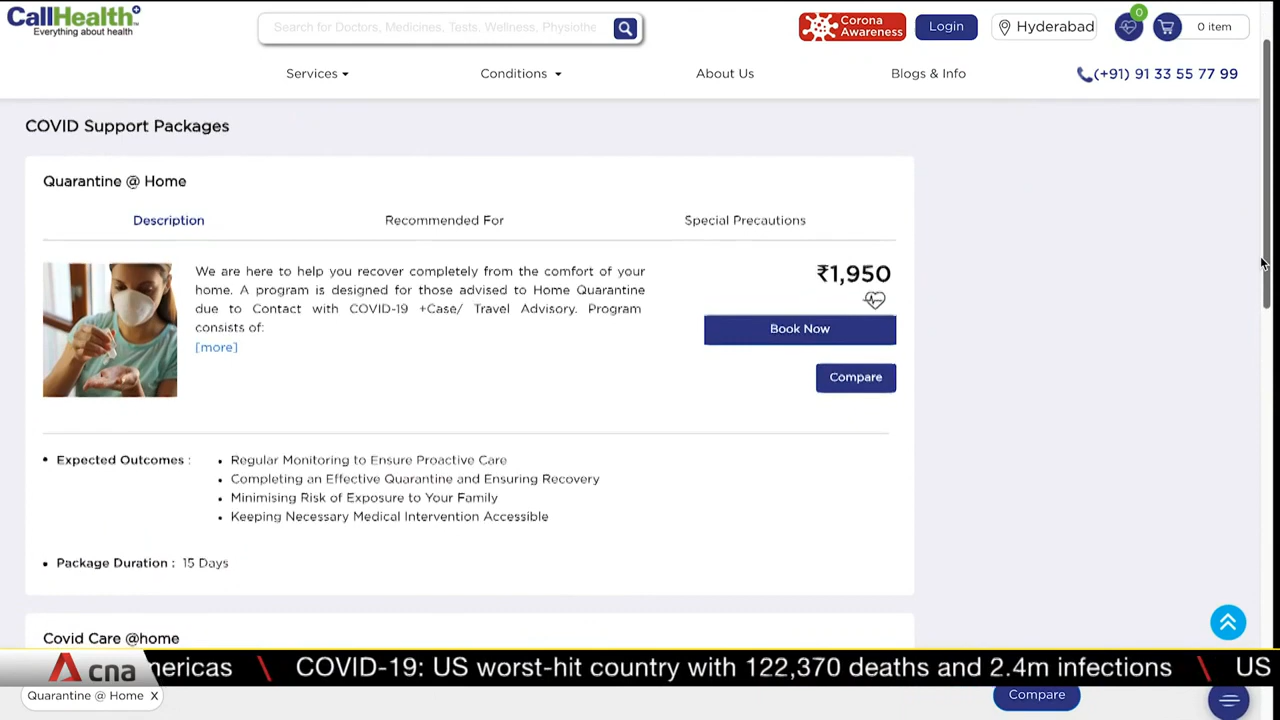 CallHealth
Everything about health
Search for Doctors, Medicines, Tests, Wellness, Physiothe
Corona
Awareness
Login
Hyderabad
0
0 item
Services
Conditions
About Us
Blogs & Info
(+91) 91 33 55 77 99
COVID Support Packages
Quarantine @ Home
Description
Recommended For
Special Precautions
We are here to help you recover completely from the comfort of your
home. A program is designed for those advised to Home Quarantine
due to Contact with COVID-19 +Case/ Travel Advisory. Program
consists of:
[more]
₹1,950
Book Now
Compare
• Expected Outcomes :
• Regular Monitoring to Ensure Proactive Care
• Completing an Effective Quarantine and Ensuring Recovery
• Minimising Risk of Exposure to Your Family
• Keeping Necessary Medical Intervention Accessible
• Package Duration : 15 Days
Covid Care @home
cna
mericas \ COVID-19: US worst-hit country with 122,370 deaths and 2.4m infections \ US
Quarantine @ Home X
Compare